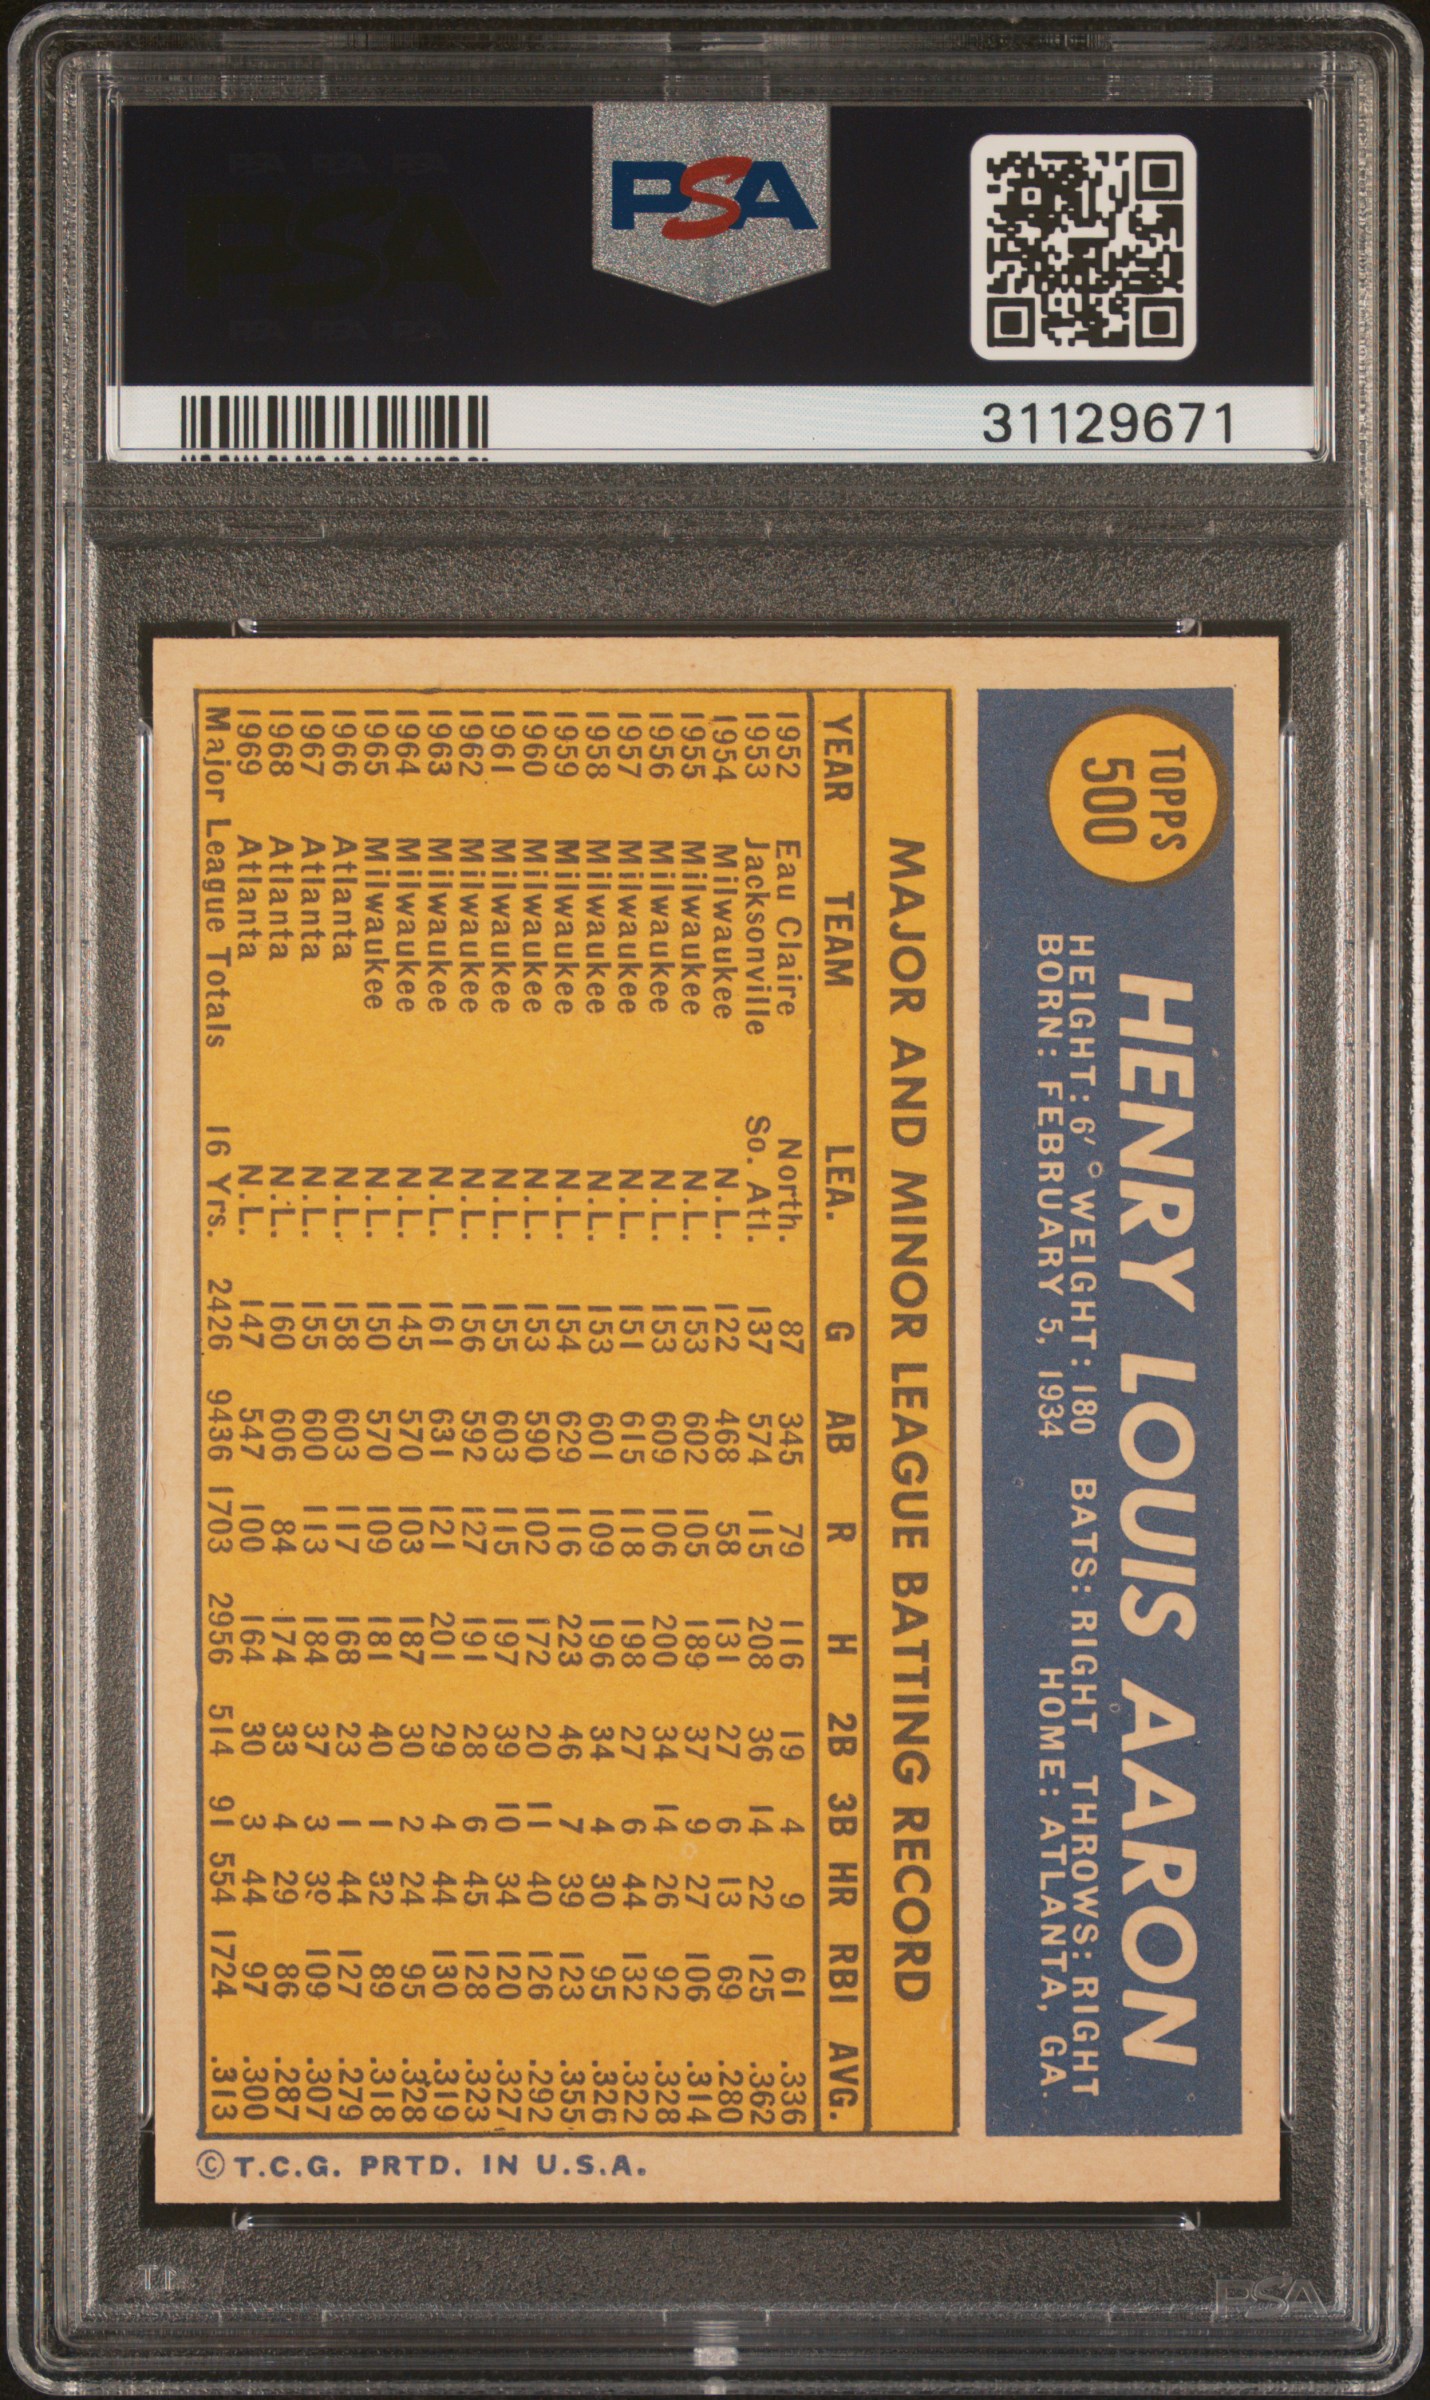 PSA
31129671
TOPPS
500
HENRY LOUIS AARON
HEIGHT: 6' WEIGHT: 180 BATS: RIGHT THROWS: RIGHT
BORN: FEBRUARY 5, 1934 HOME: ATLANTA, GA.
MAJOR AND MINOR LEAGUE BATTING RECORD
YEAR TEAM LEA. G AB R H 2B 3B HR RBI AVG.
1952 Eau Claire North. 87 345 79 116 19 4 9 61 .336
1953 Jacksonville So. Atl. 137 574 115 208 36 14 22 125 .362
1954 Milwaukee N.L. 122 468 58 131 27 6 13 69 .280
1955 Milwaukee N.L. 153 602 105 189 37 9 27 106 .314
1956 Milwaukee N.L. 153 609 106 200 34 14 26 92 .328
1957 Milwaukee N.L. 151 615 118 198 27 6 44 132 .322
1958 Milwaukee N.L. 153 601 109 196 34 4 30 95 .326
1959 Milwaukee N.L. 154 629 116 223 46 7 39 123 .355
1960 Milwaukee N.L. 153 590 102 172 20 11 40 126 .292
1961 Milwaukee N.L. 155 603 115 197 39 10 34 120 .327
1962 Milwaukee N.L. 156 592 127 191 28 6 45 128 .323
1963 Milwaukee N.L. 161 631 121 201 29 4 44 130 .319
1964 Milwaukee N.L. 145 570 103 187 30 2 24 95 .328
1965 Milwaukee N.L. 150 570 109 181 40 1 32 89 .318
1966 Atlanta N.L. 158 603 117 168 23 1 44 127 .279
1967 Atlanta N.L. 155 600 113 184 37 3 39 109 .307
1968 Atlanta N.L. 160 606 84 174 33 4 29 86 .287
1969 Atlanta N.L. 147 547 100 164 30 3 44 97 .300
Major League Totals 16 Yrs. 2426 9436 1703 2956 514 91 554 1724 .313
© T.C.G. PRTD. IN U.S.A.
PSA